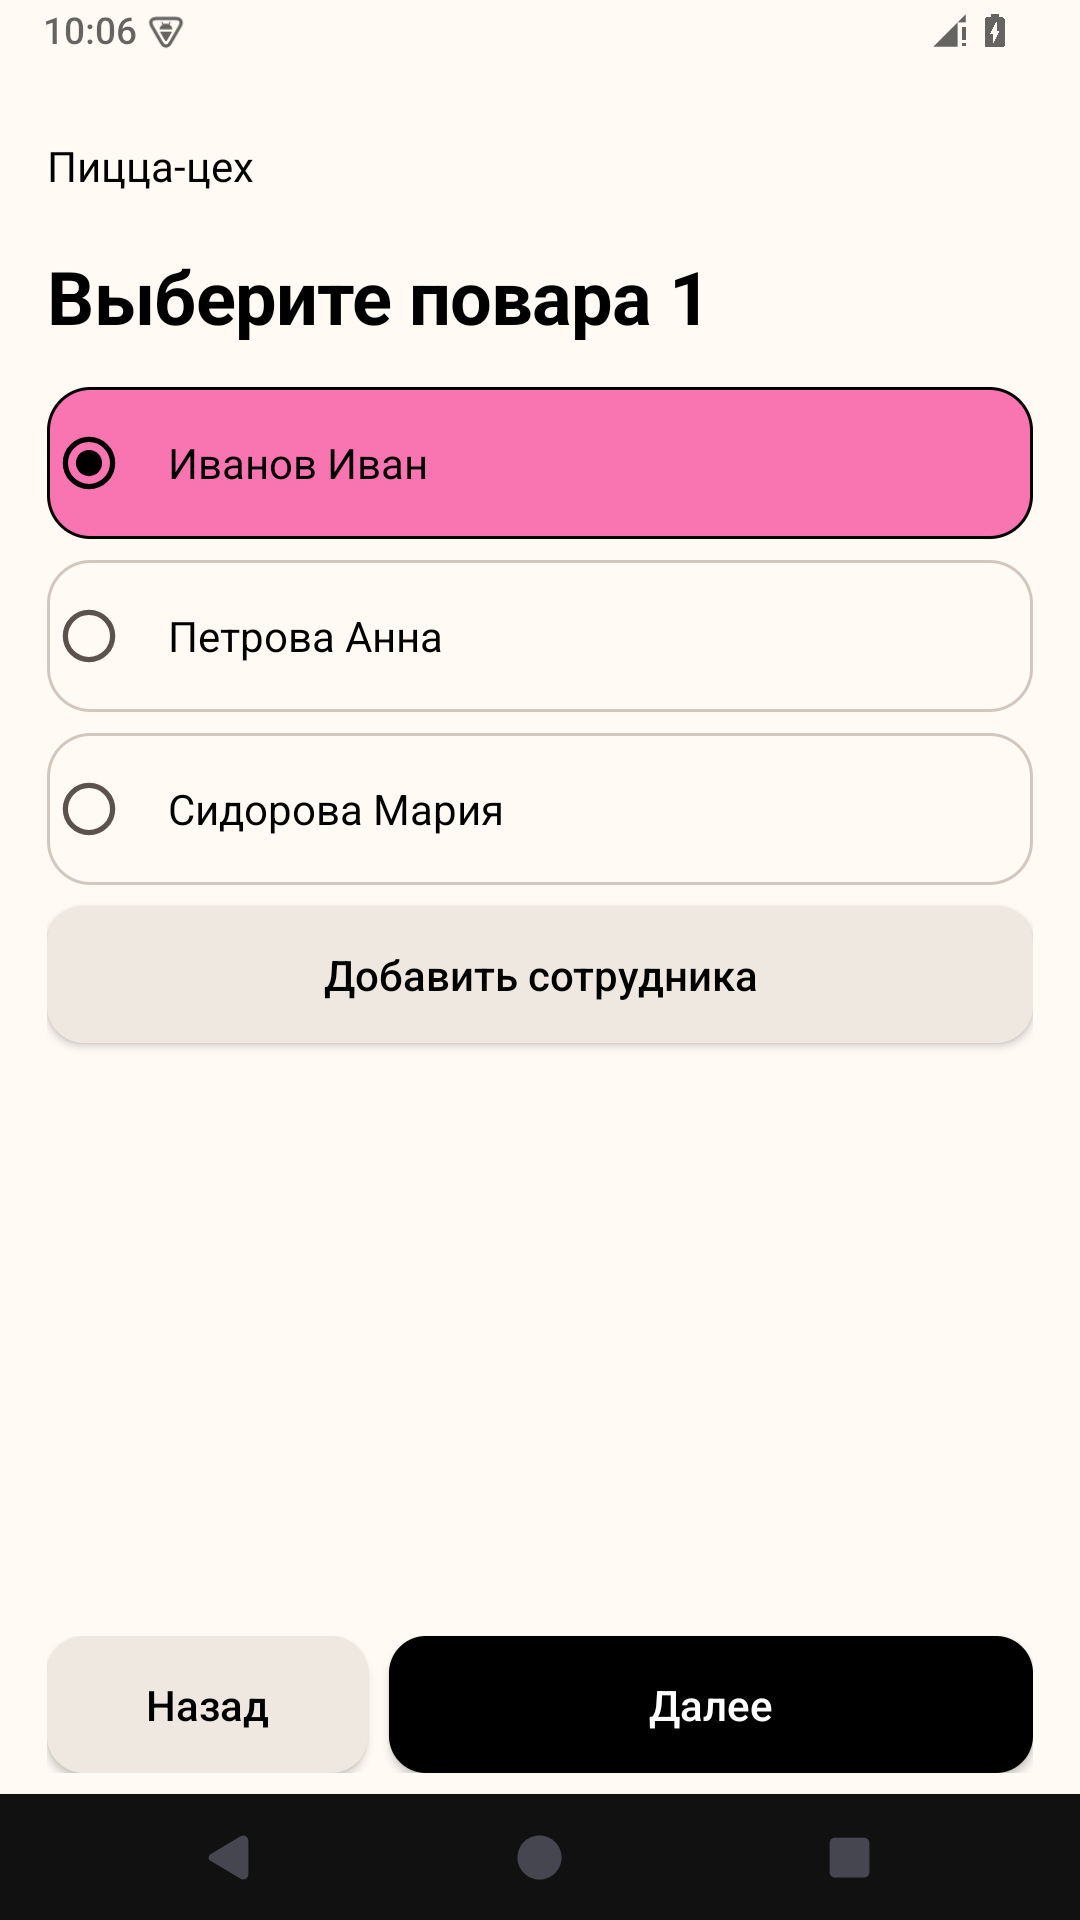 10:06
Пицца-цех
Выберите повара 1
Иванов Иван
Петрова Анна
Сидорова Мария
Добавить сотрудника
Назад
Далее